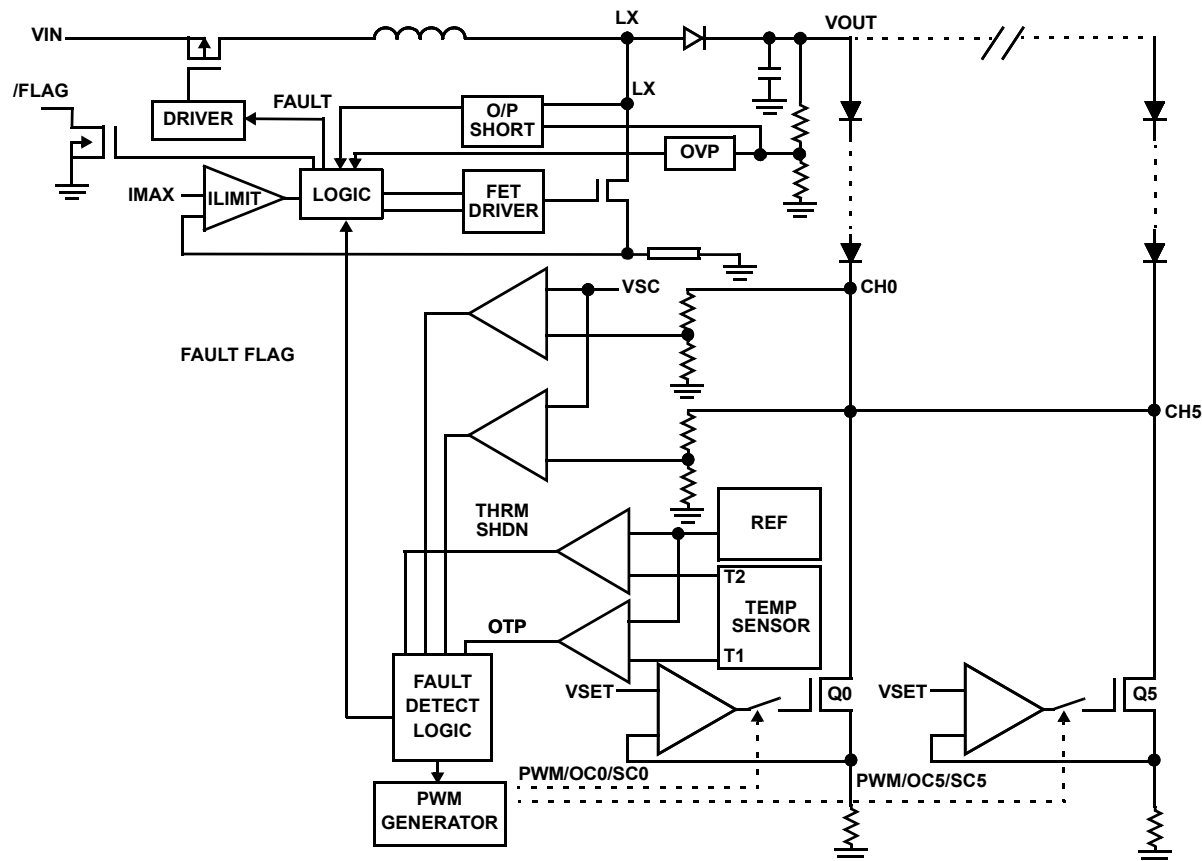 LX
VOUT
VIN
/FLAG
FAULT
LX
DRIVER
O/P
SHORT
OVP
IMAX
ILIMIT
LOGIC
FET
DRIVER
VSC
CH0
FAULT FLAG
CH5
THRM
SHDN
REF
T2
TEMP
SENSOR
OTP
T1
FAULT
DETECT
LOGIC
VSET
Q0
VSET
Q5
PWM/OC0/SC0
PWM/OC5/SC5
PWM
GENERATOR